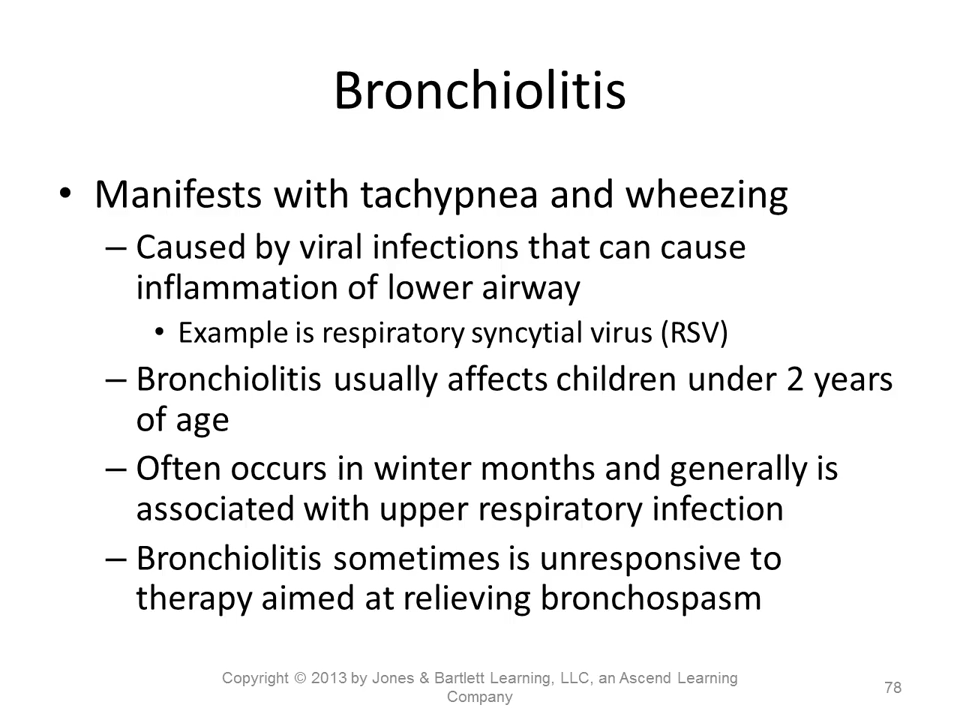 Bronchiolitis
• Manifests with tachypnea and wheezing
– Caused by viral infections that can cause
inflammation of lower airway
• Example is respiratory syncytial virus (RSV)
– Bronchiolitis usually affects children under 2 years
of age
– Often occurs in winter months and generally is
associated with upper respiratory infection
– Bronchiolitis sometimes is unresponsive to
therapy aimed at relieving bronchospasm
Copyright © 2013 by Jones & Bartlett Learning, LLC, an Ascend Learning
Company
78